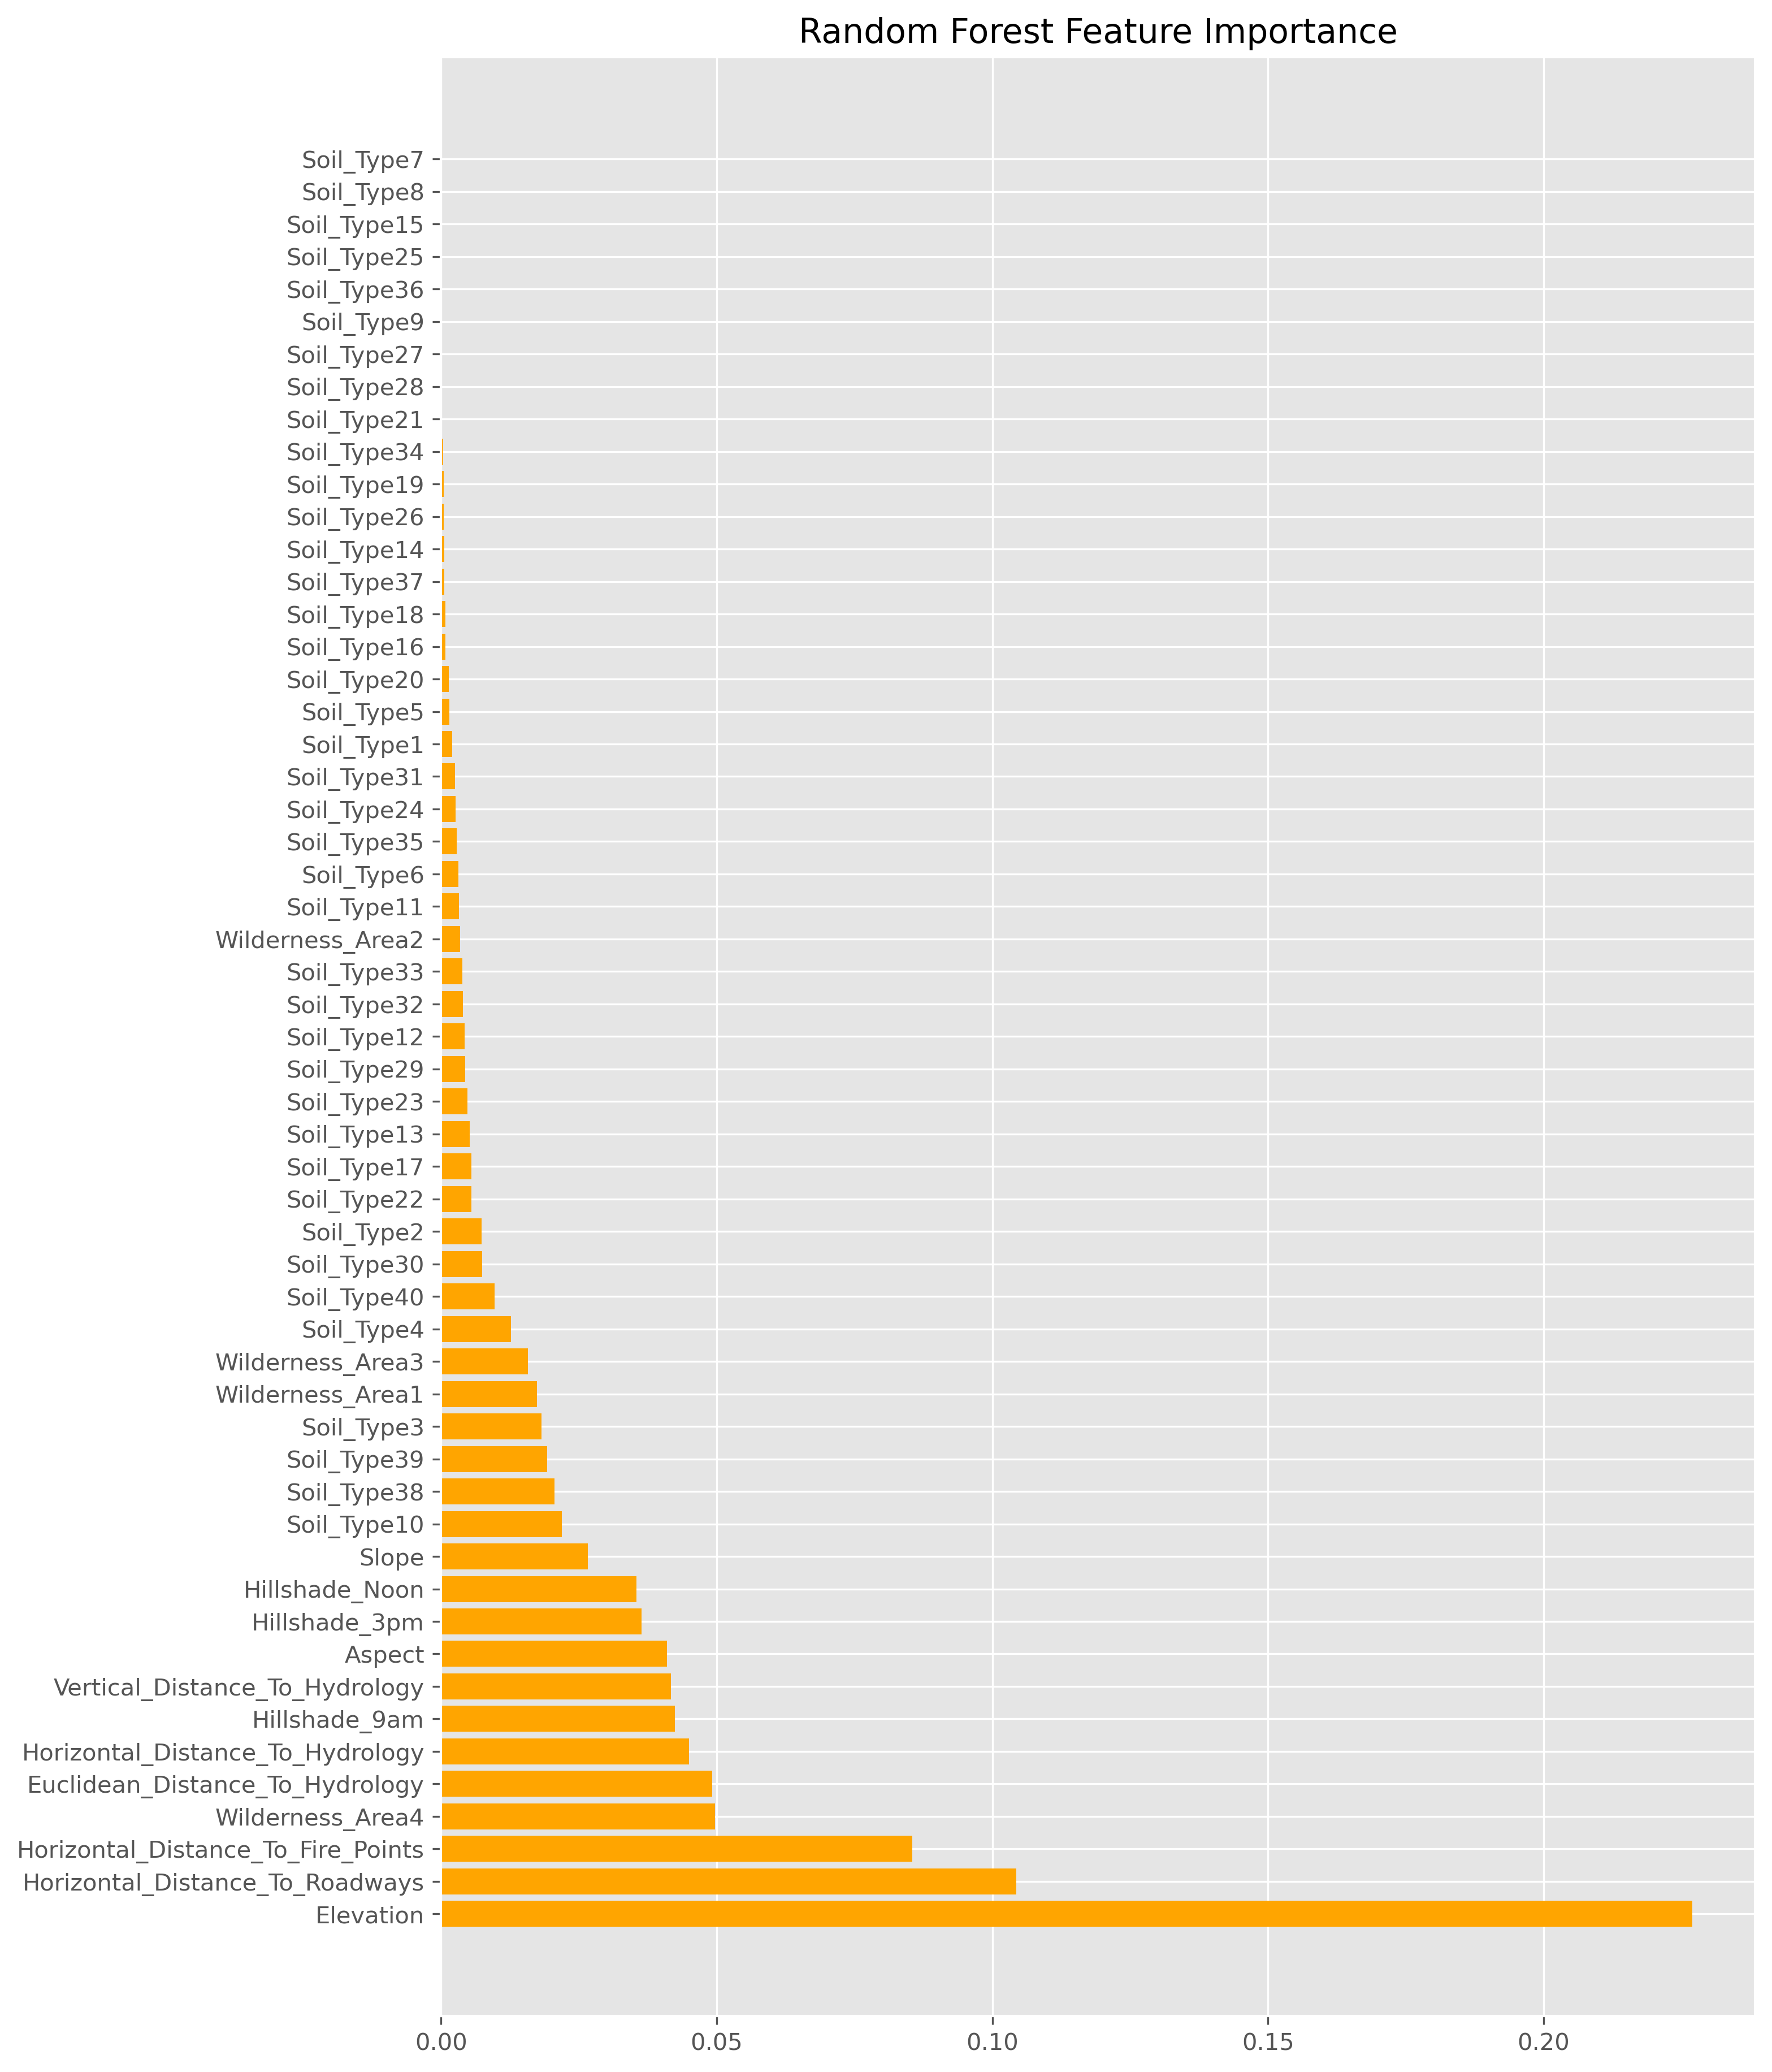 Random Forest Feature Importance
Soil_Type7
Soil_Type8
Soil_Type15
Soil_Type25
Soil_Type36
Soil_Type9
Soil_Type27
Soil_Type28
Soil_Type21
Soil_Type34
Soil_Type19
Soil_Type26
Soil_Type14
Soil_Type37
Soil_Type18
Soil_Type16
Soil_Type20
Soil_Type5
Soil_Type1
Soil_Type31
Soil_Type24
Soil_Type35
Soil_Type6
Soil_Type11
Wilderness_Area2
Soil_Type33
Soil_Type32
Soil_Type12
Soil_Type29
Soil_Type23
Soil_Type13
Soil_Type17
Soil_Type22
Soil_Type2
Soil_Type30
Soil_Type40
Soil_Type4
Wilderness_Area3
Wilderness_Area1
Soil_Type3
Soil_Type39
Soil_Type38
Soil_Type10
Slope
Hillshade_Noon
Hillshade_3pm
Aspect
Vertical_Distance_To_Hydrology
Hillshade_9am
Horizontal_Distance_To_Hydrology
Euclidean_Distance_To_Hydrology
Wilderness_Area4
Horizontal_Distance_To_Fire_Points
Horizontal_Distance_To_Roadways
Elevation
0.00 0.05 0.10 0.15 0.20